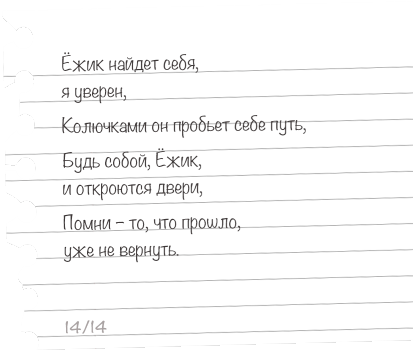 Ёжик найдет себя,
я уверен,
Колючками он пробьет себе путь,
Будь собой, Ёжик,
и откроются двери,
Помни – то, что прошло,
уже не вернуть.
14/14